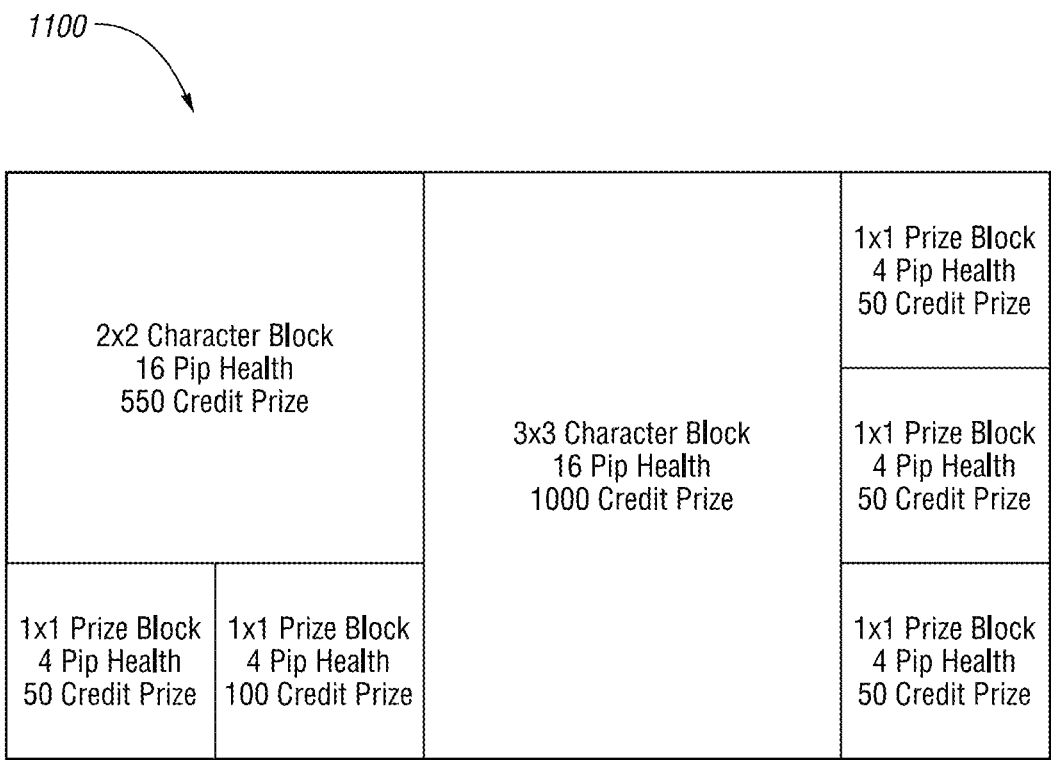 1100
2x2 Character Block
16 Pip Health
550 Credit Prize
3x3 Character Block
16 Pip Health
1000 Credit Prize
1x1 Prize Block
4 Pip Health
50 Credit Prize
1x1 Prize Block
4 Pip Health
50 Credit Prize
1x1 Prize Block
4 Pip Health
50 Credit Prize
1x1 Prize Block
4 Pip Health
100 Credit Prize
1x1 Prize Block
4 Pip Health
50 Credit Prize